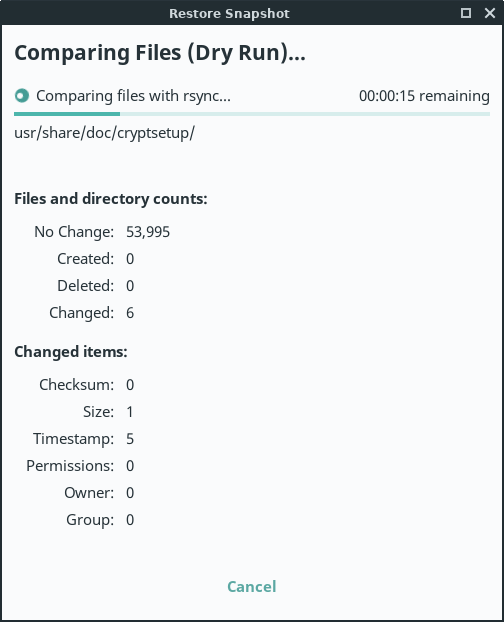 Restore Snapshot
Comparing Files (Dry Run)...
Comparing files with rsync... 00:00:15 remaining
usr/share/doc/cryptsetup/
Files and directory counts:
No Change: 53,995
Created: 0
Deleted: 0
Changed: 6
Changed items:
Checksum: 0
Size: 1
Timestamp: 5
Permissions: 0
Owner: 0
Group: 0
Cancel